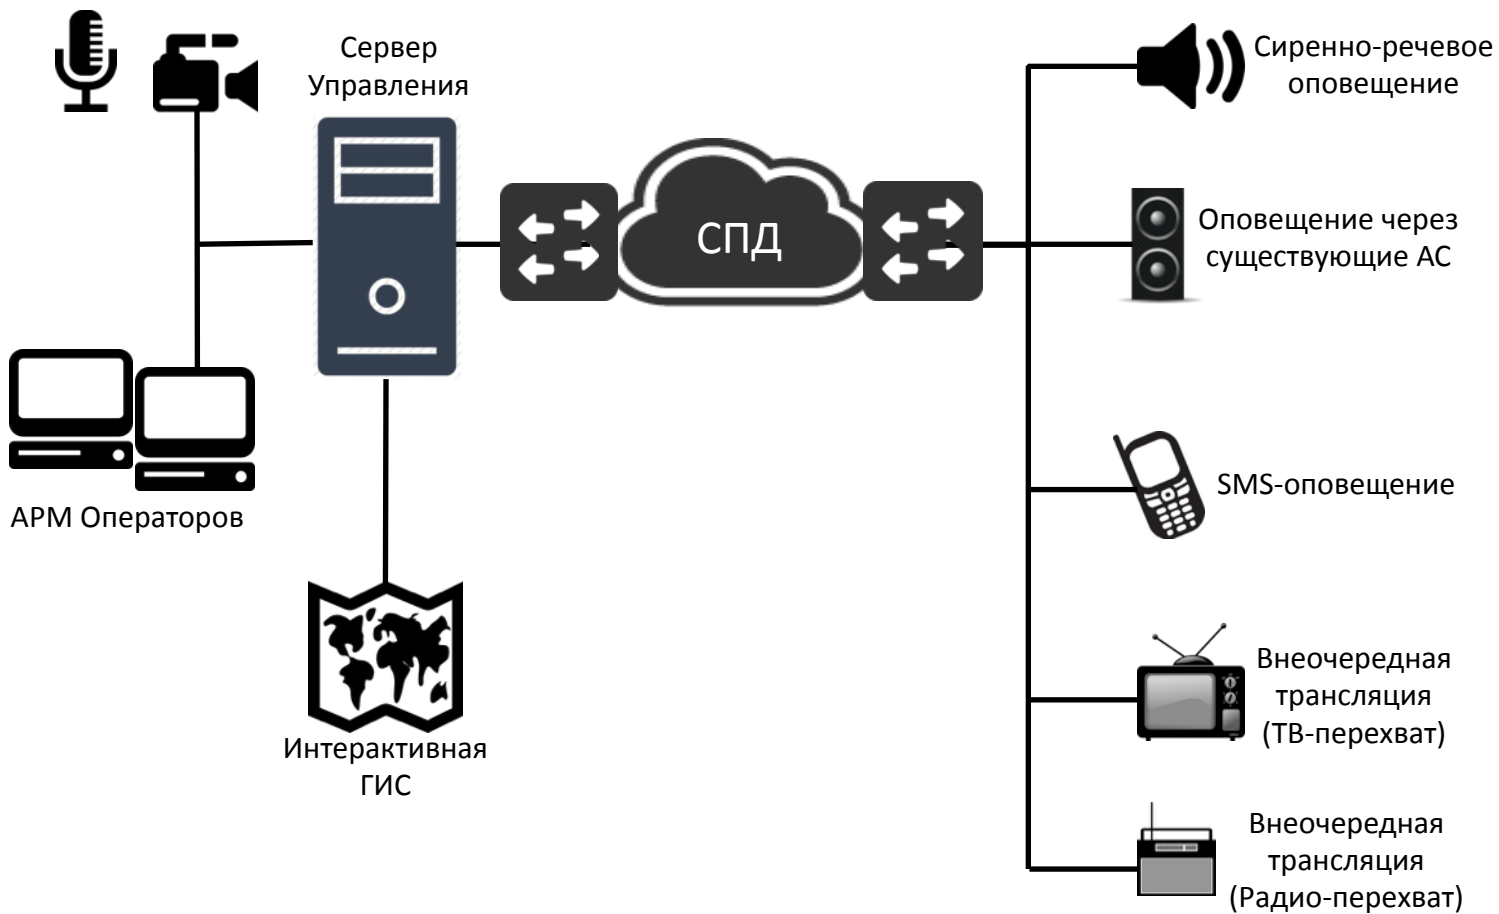 Сервер
Управления
Сиренно-речевое
оповещение
СПД
Оповещение через
существующие АС
АРМ Операторов
SMS-оповещение
Интерактивная
ГИС
Внеочередная
трансляция
(ТВ-перехват)
Внеочередная
трансляция
(Радио-перехват)